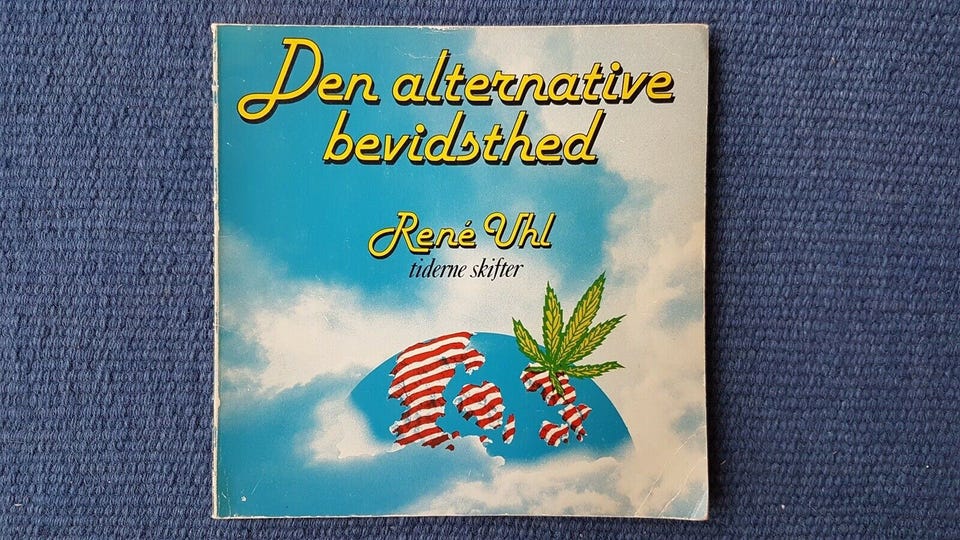 Den alternative
bevidsthed
René Uhl
tiderne skifter